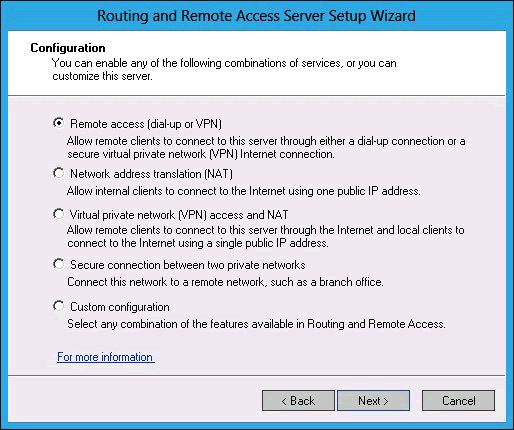 Routing and Remote Access Server Setup Wizard
Configuration
You can enable any of the following combinations of services, or you can
customize this server.
Remote access (dial-up or VPN)
Allow remote clients to connect to this server through either a dial-up connection or a
secure virtual private network (VPN) Internet connection.
Network address translation (NAT)
Allow internal clients to connect to the Internet using one public IP address.
Virtual private network (VPN) access and NAT
Allow remote clients to connect to this server through the Internet and local clients to
connect to the Internet using a single public IP address.
Secure connection between two private networks
Connect this network to a remote network, such as a branch office.
Custom configuration
Select any combination of the features available in Routing and Remote Access.
For more information
< Back Next > Cancel